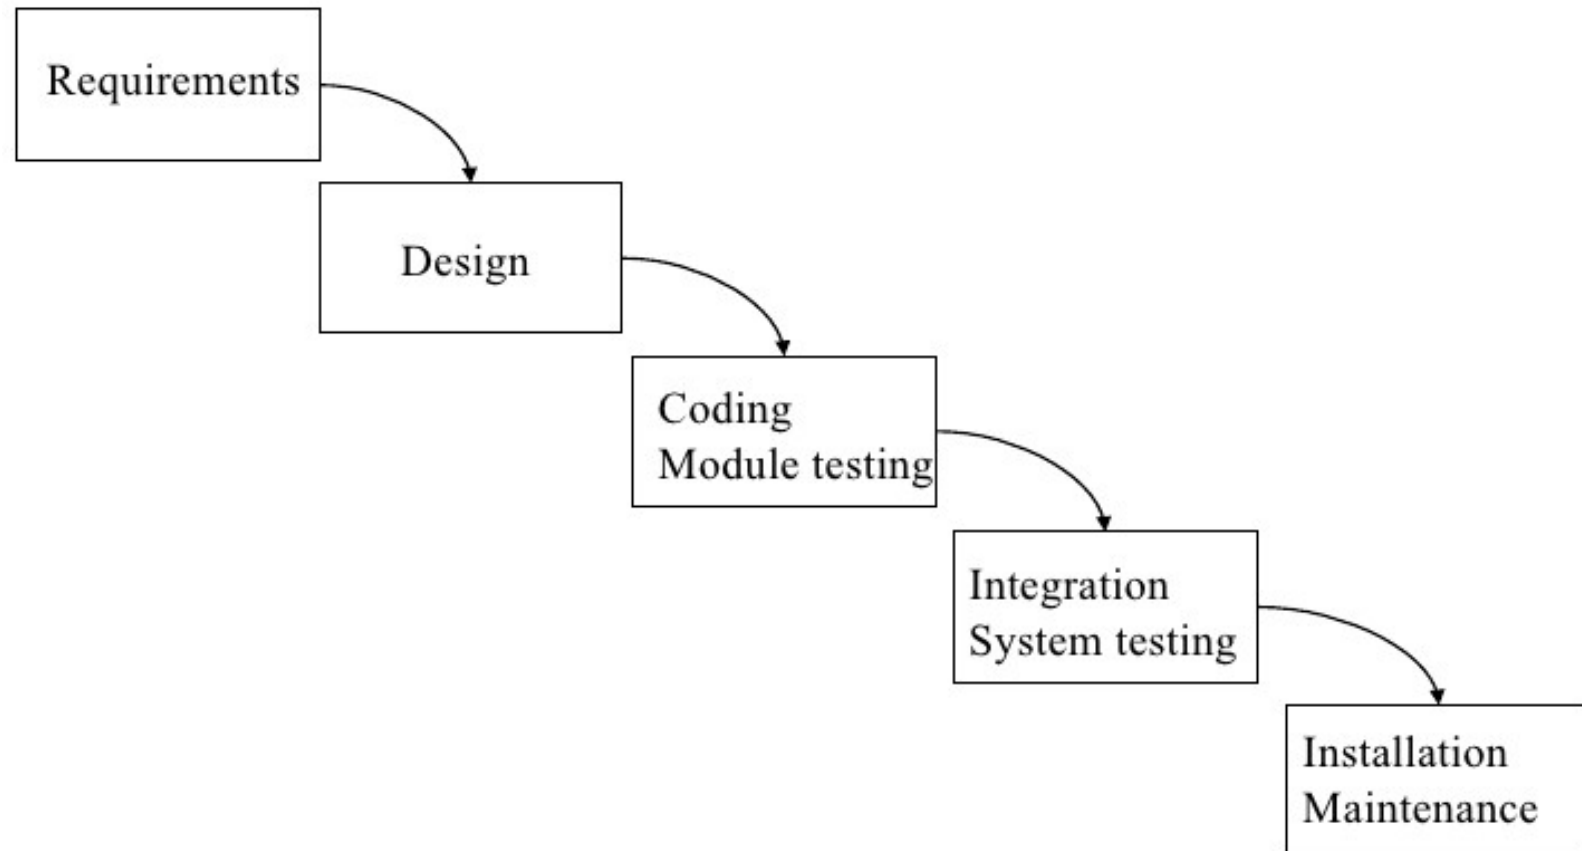 Requirements
Design
Coding
Module testing
Integration
System testing
Installation
Maintenance